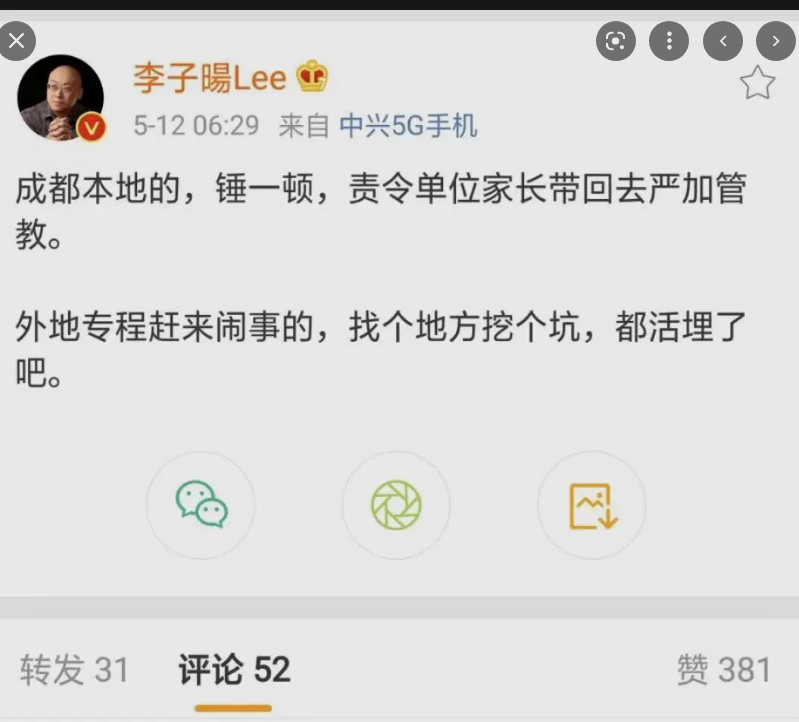 李子暘Lee
5-12 06:29 来自 中兴5G手机
成都本地的，锤一顿，责令单位家长带回去严加管
教。
外地专程赶来闹事的，找个地方挖个坑，都活埋了
吧。
转发 31 评论 52 赞 381